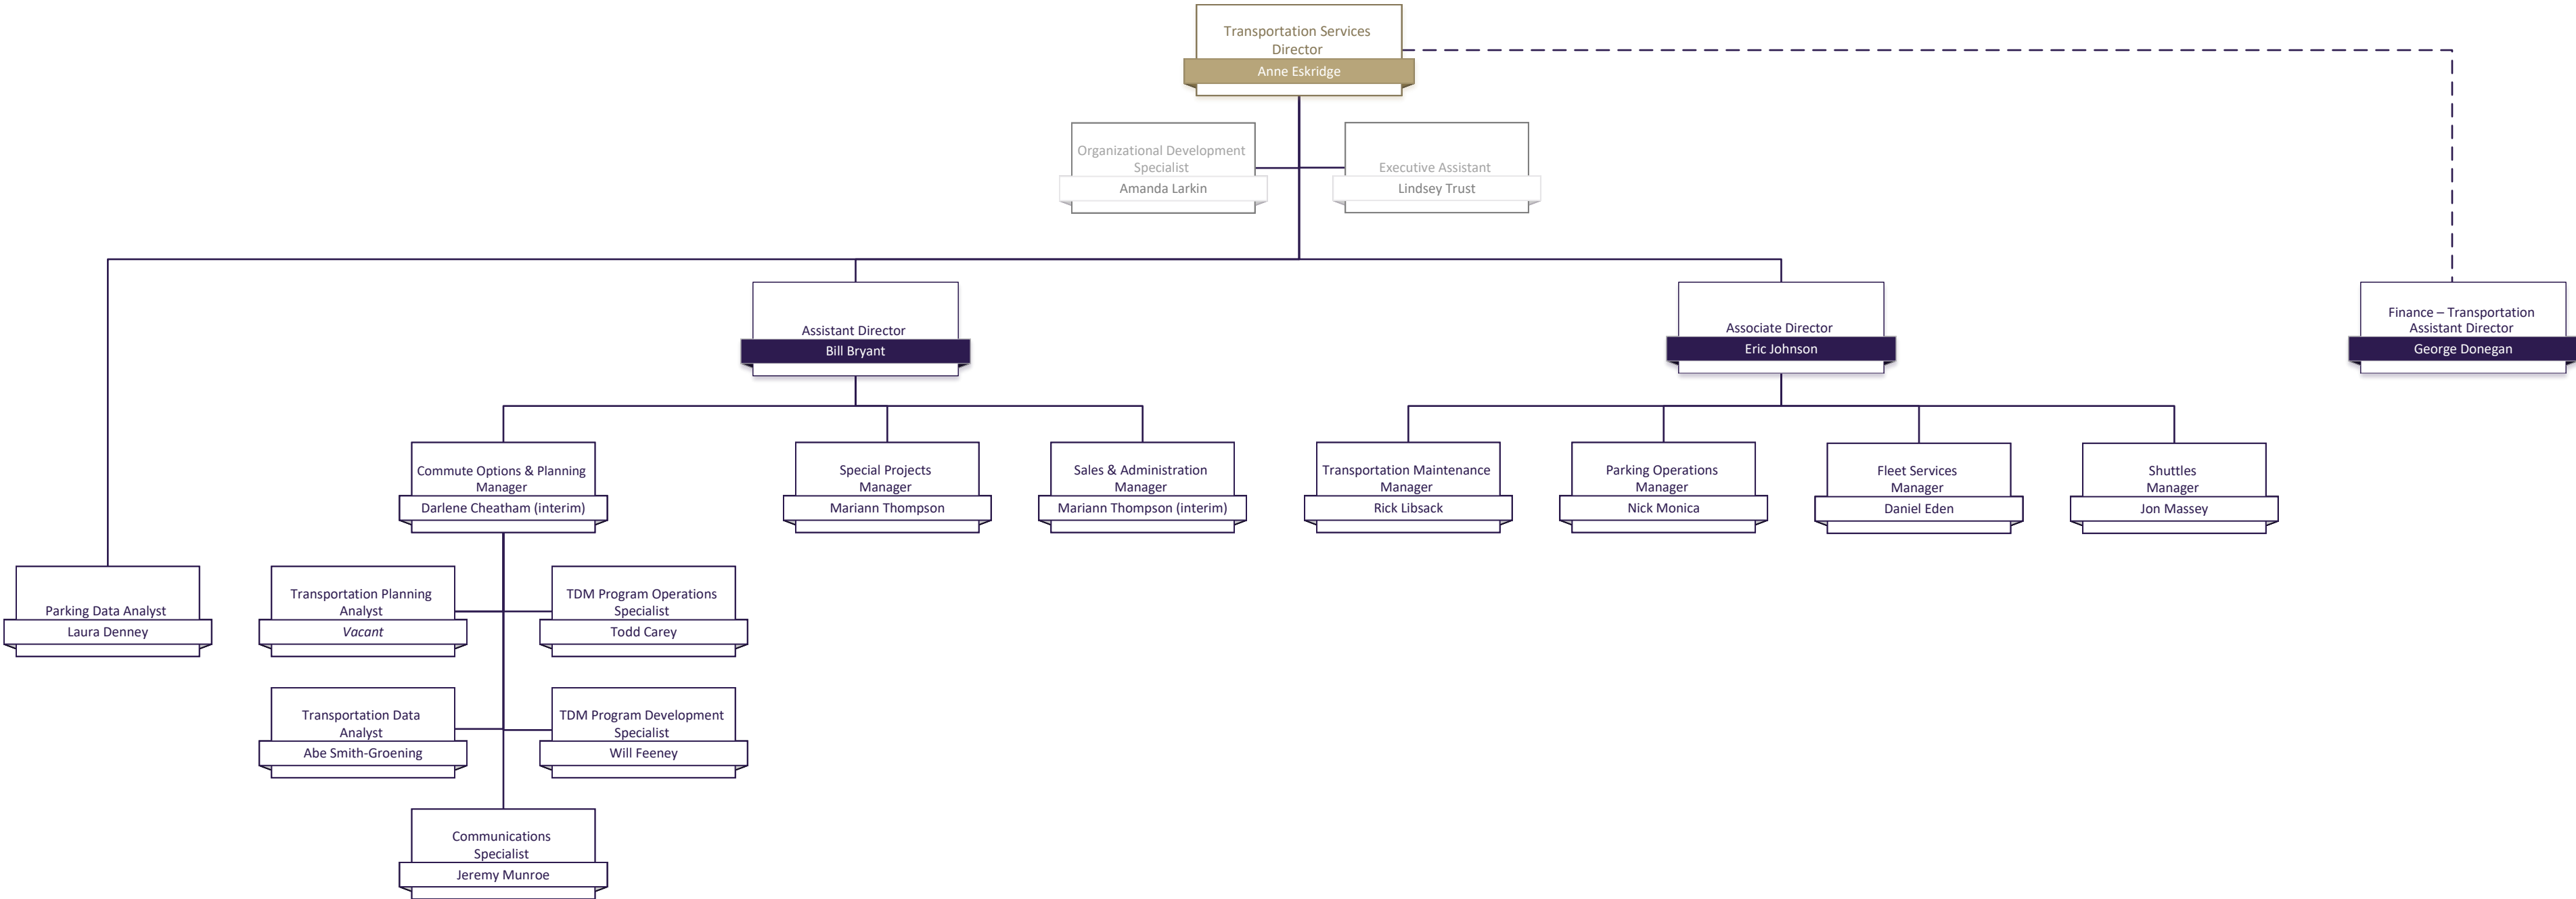 Transportation Services
Director
Anne Eskridge
Organizational Development
Specialist
Amanda Larkin
Executive Assistant
Lindsey Trust
Assistant Director
Bill Bryant
Associate Director
Eric Johnson
Finance – Transportation
Assistant Director
George Donegan
Commute Options & Planning
Manager
Darlene Cheatham (interim)
Special Projects
Manager
Mariann Thompson
Sales & Administration
Manager
Mariann Thompson (interim)
Transportation Maintenance
Manager
Rick Libsack
Parking Operations
Manager
Nick Monica
Fleet Services
Manager
Daniel Eden
Shuttles
Manager
Jon Massey
Parking Data Analyst
Laura Denney
Transportation Planning
Analyst
Vacant
TDM Program Operations
Specialist
Todd Carey
Transportation Data
Analyst
Abe Smith-Groening
TDM Program Development
Specialist
Will Feeney
Communications
Specialist
Jeremy Munroe